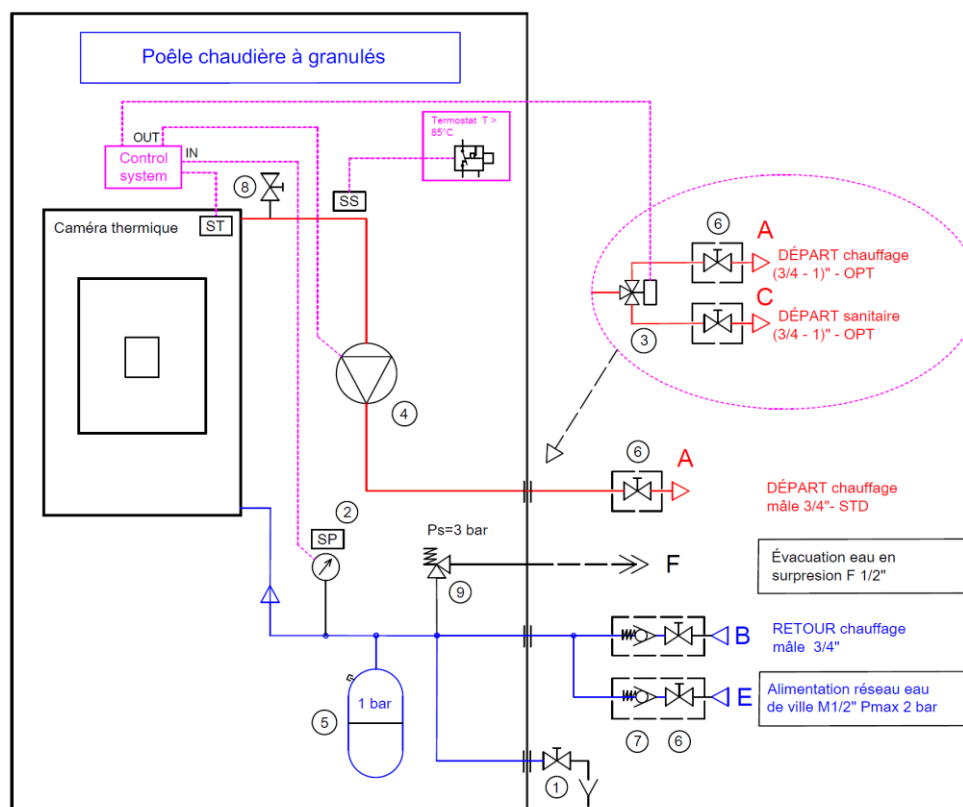 Poêle chaudière à granulés
OUT
IN
Control
system
Termostat T >
85°C
8
SS
ST
Caméra thermique
6
A
DÉPART chauffage
(3/4 - 1)" - OPT
C
DÉPART sanitaire
(3/4 - 1)" - OPT
3
4
6
A
DÉPART chauffage
mâle 3/4"- STD
2
SP
Ps=3 bar
9
F
Évacuation eau en
surpresion F 1/2"
B
RETOUR chauffage
mâle 3/4"
1 bar
5
E
Alimentation réseau eau
de ville M1/2" Pmax 2 bar
7
6
1